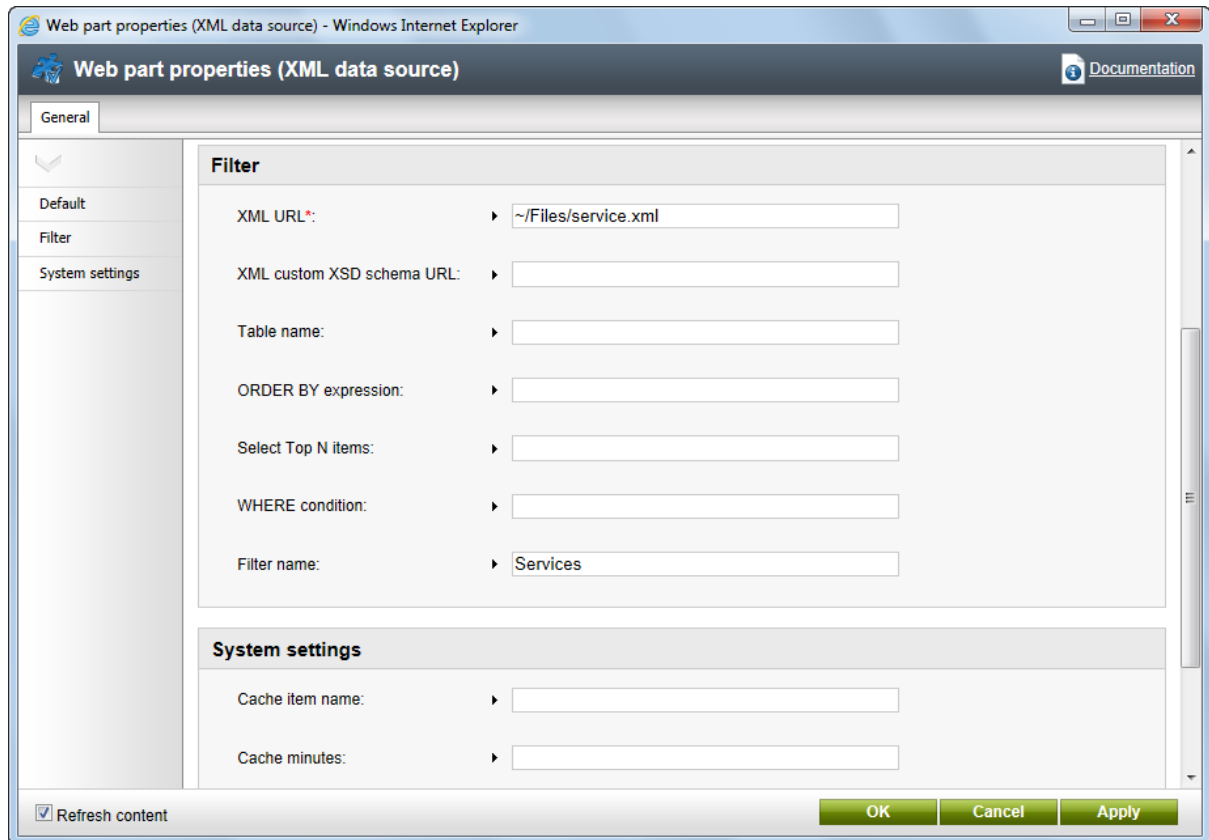 Web part properties (XML data source) - Windows Internet Explorer
Web part properties (XML data source)
Documentation
General
Default
Filter
System settings
Filter
XML URL*: ~/Files/service.xml
XML custom XSD schema URL:
Table name:
ORDER BY expression:
Select Top N items:
WHERE condition:
Filter name: Services
System settings
Cache item name:
Cache minutes:
Refresh content
OK Cancel Apply